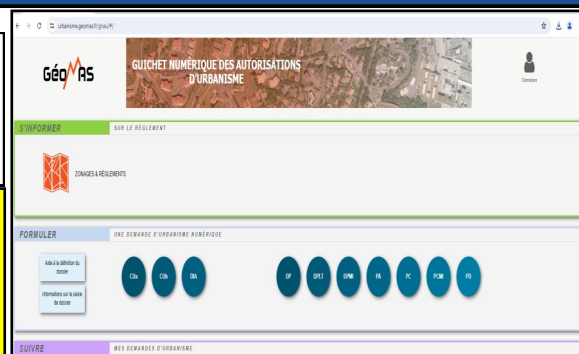 urbanisme.geomas.fr/gnau/#/
GéoMAS
GUICHET NUMÉRIQUE DES AUTORISATIONS
D'URBANISME
Connexion
S'INFORMER
SUR LE RÈGLEMENT
ZONAGES & RÈGLEMENTS
FORMULER
UNE DEMANDE D'URBANISME NUMÉRIQUE
Aide à la définition du
dossier
Informations sur la saisie
de dossier
CUa
CUb
DIA
DP
DPLT
DPMI
PA
PC
PCMI
PD
SUIVRE
MES DEMANDES D'URBANISME